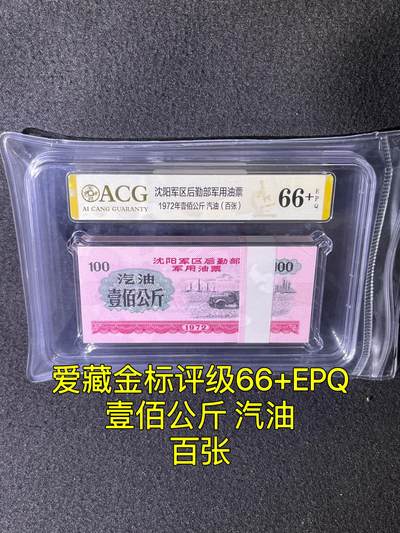 ACG
AI CANG GUARANTY
沈阳军区后勤部军用油票
1972年壹佰公斤 汽油（百张）
66+
EPQ
100
沈阳军区后勤部
军用油票
100
汽油
壹佰公斤
1972
爱藏金标评级66+EPQ
壹佰公斤 汽油
百张